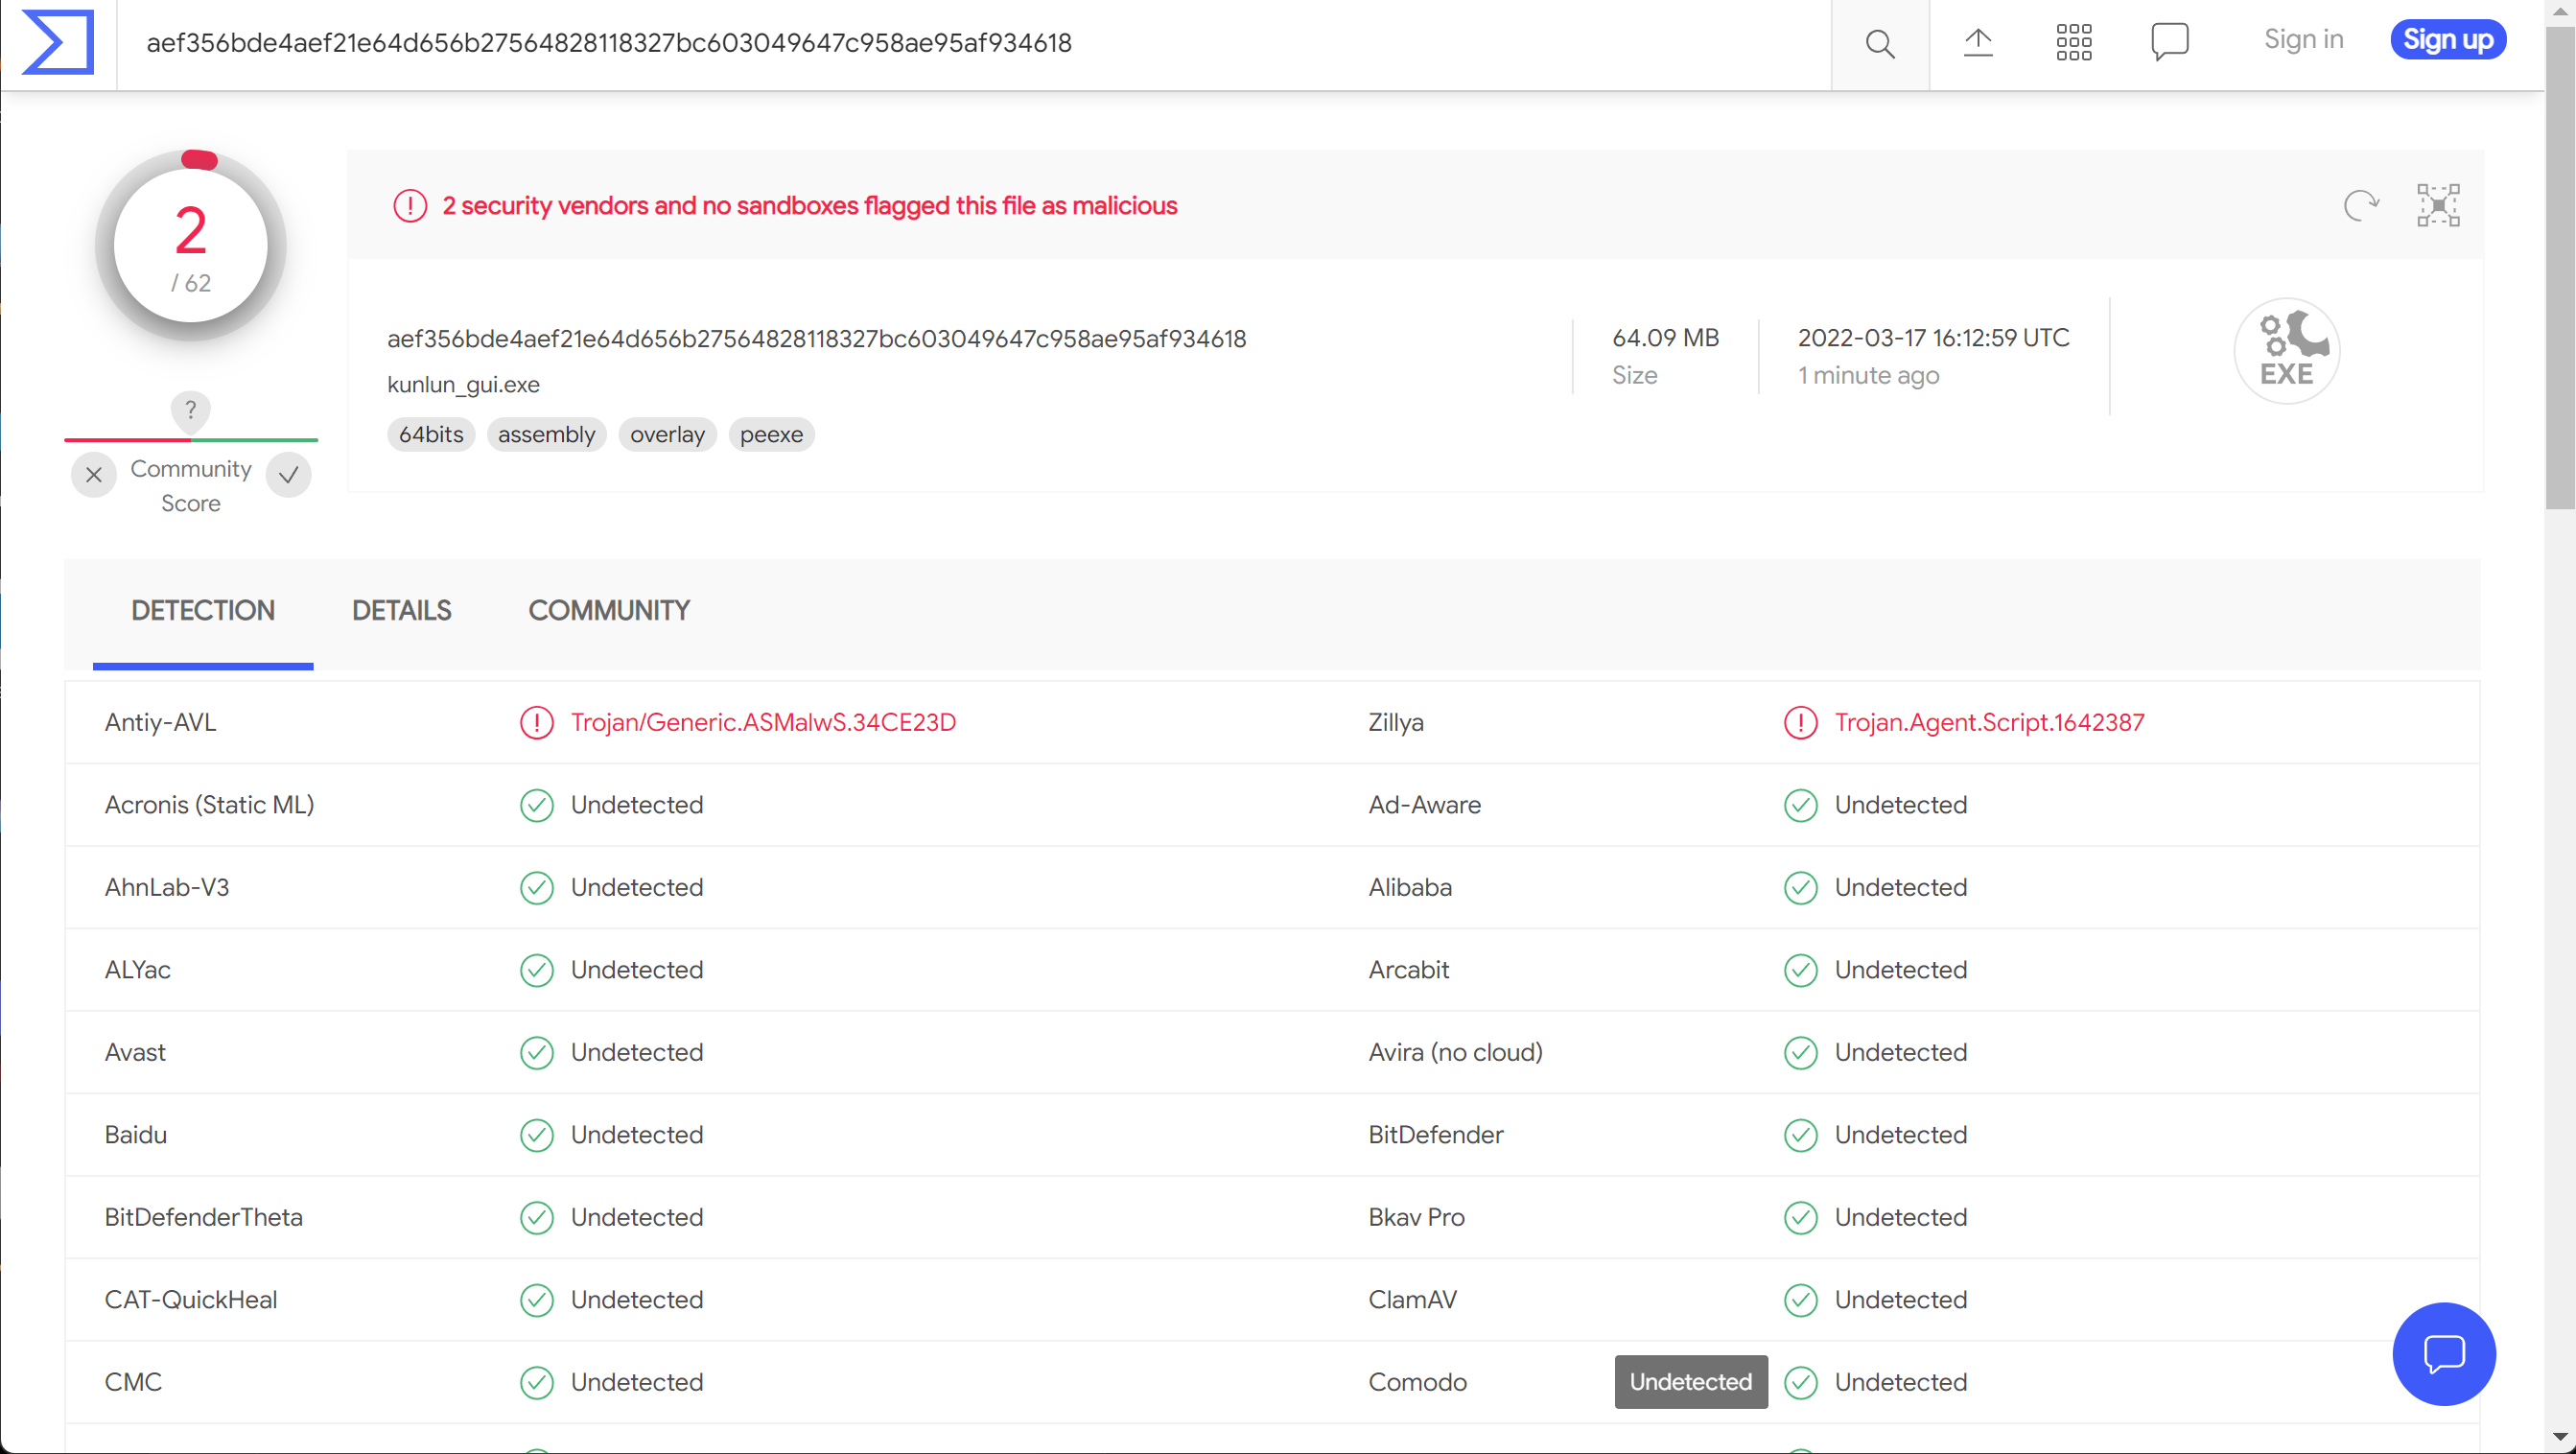 aef356bde4aef21e64d656b27564828118327bc603049647c958ae95af934618
Sign in
Sign up
2
/ 62
2 security vendors and no sandboxes flagged this file as malicious
aef356bde4aef21e64d656b27564828118327bc603049647c958ae95af934618
kunlun_gui.exe
64bits assembly overlay peexe
64.09 MB
Size
2022-03-17 16:12:59 UTC
1 minute ago
EXE
?
Community
Score
DETECTION DETAILS COMMUNITY
Antiy-AVL Trojan/Generic.ASMalwS.34CE23D Zillya Trojan.Agent.Script.1642387
Acronis (Static ML) Undetected Ad-Aware Undetected
AhnLab-V3 Undetected Alibaba Undetected
ALYac Undetected Arcabit Undetected
Avast Undetected Avira (no cloud) Undetected
Baidu Undetected BitDefender Undetected
BitDefenderTheta Undetected Bkav Pro Undetected
CAT-QuickHeal Undetected ClamAV Undetected
CMC Undetected Comodo Undetected Undetected